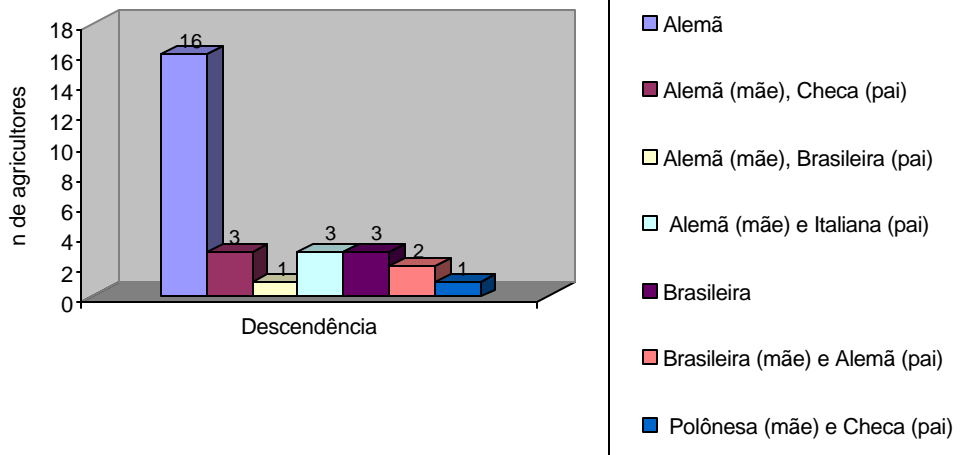 18
16
14
12
10
8
6
4
2
0
n de agricultores
16
3
1
3
3
2
1
Descendência
Alemã
Alemã (mãe), Checa (pai)
Alemã (mãe), Brasileira (pai)
Alemã (mãe) e Italiana (pai)
Brasileira
Brasileira (mãe) e Alemã (pai)
Polônesa (mãe) e Checa (pai)